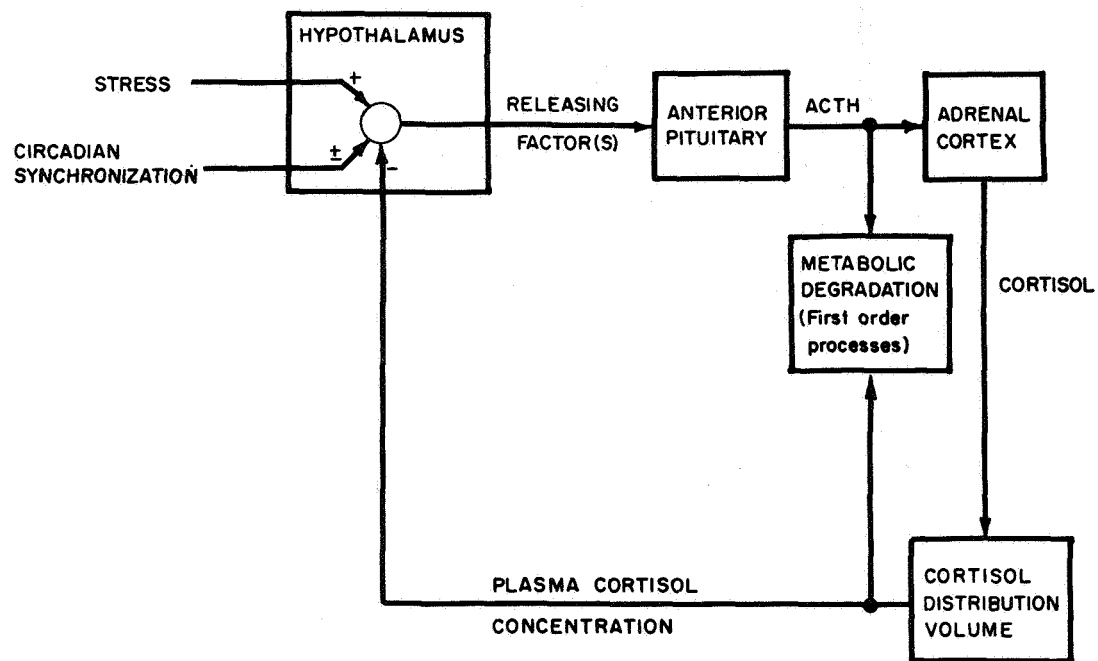 HYPOTHALAMUS
STRESS
+
CIRCADIAN
SYNCHRONIZATION
±
-
RELEASING
FACTOR(S)
ANTERIOR
PITUITARY
ACTH
ADRENAL
CORTEX
METABOLIC
DEGRADATION
(First order
processes)
CORTISOL
PLASMA CORTISOL
CONCENTRATION
CORTISOL
DISTRIBUTION
VOLUME